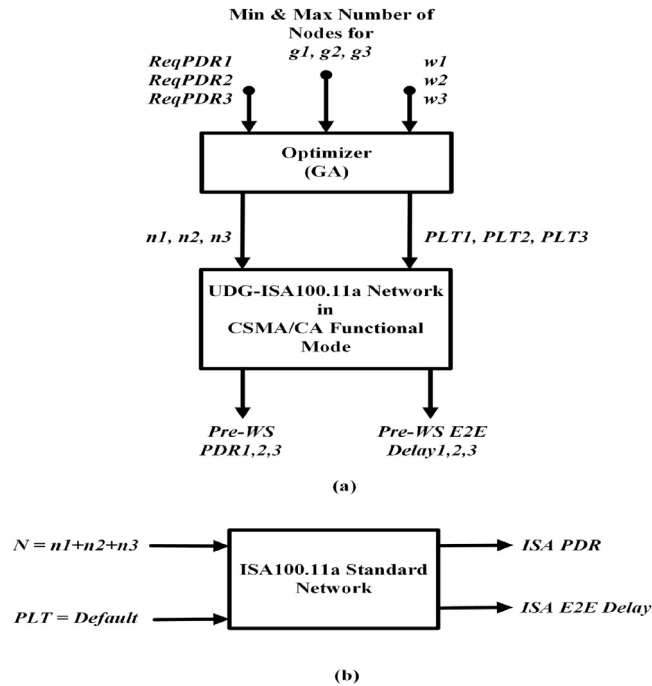 Min & Max Number of
Nodes for
g1, g2, g3
ReqPDR1
ReqPDR2
ReqPDR3
w1
w2
w3
Optimizer
(GA)
n1, n2, n3
PLT1, PLT2, PLT3
UDG-ISA100.11a Network
in
CSMA/CA Functional
Mode
Pre-WS
PDR1,2,3
Pre-WS E2E
Delay1,2,3
(a)
N = n1+n2+n3
PLT = Default
ISA100.11a Standard
Network
ISA PDR
ISA E2E Delay
(b)